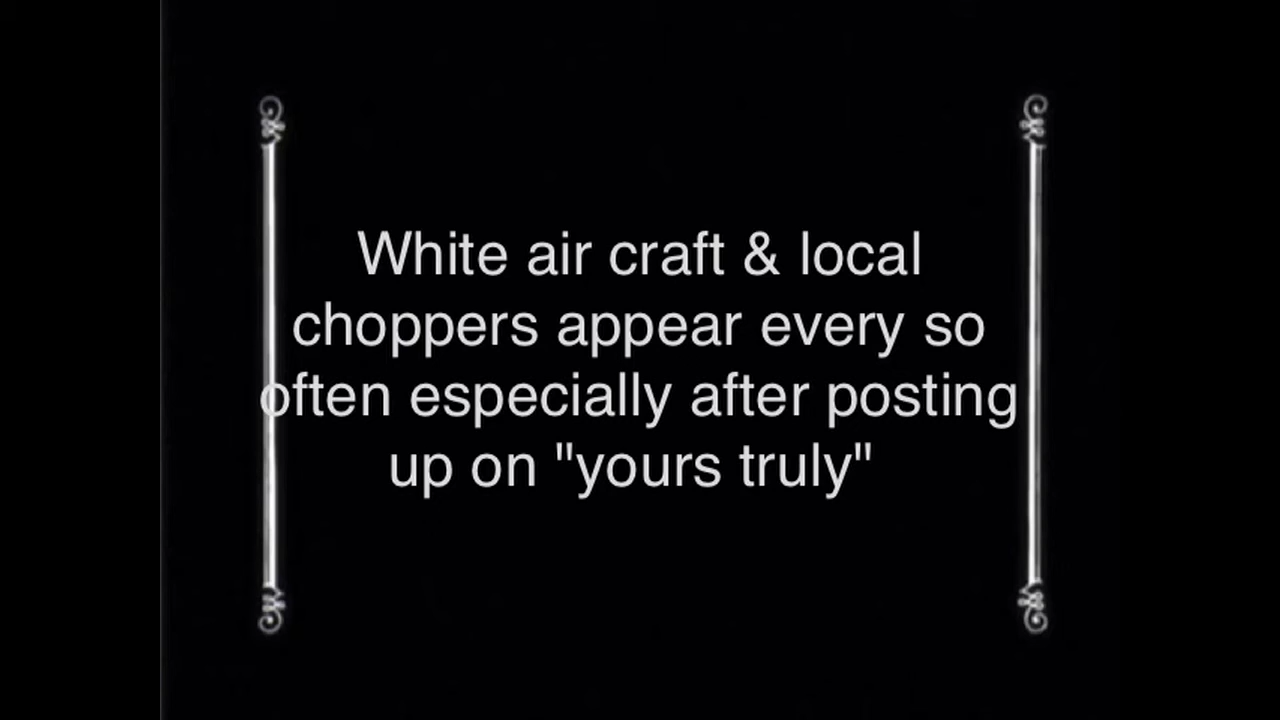 White air craft & local
choppers appear every so
often especially after posting
up on "yours truly"